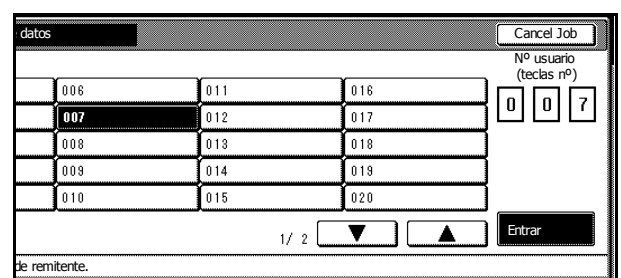 datos
Cancel Job
Nº usuario
(teclas nº)
0 0 7
006 011 016
007 012 017
008 013 018
009 014 019
010 015 020
1/ 2
Entrar
de remitente.